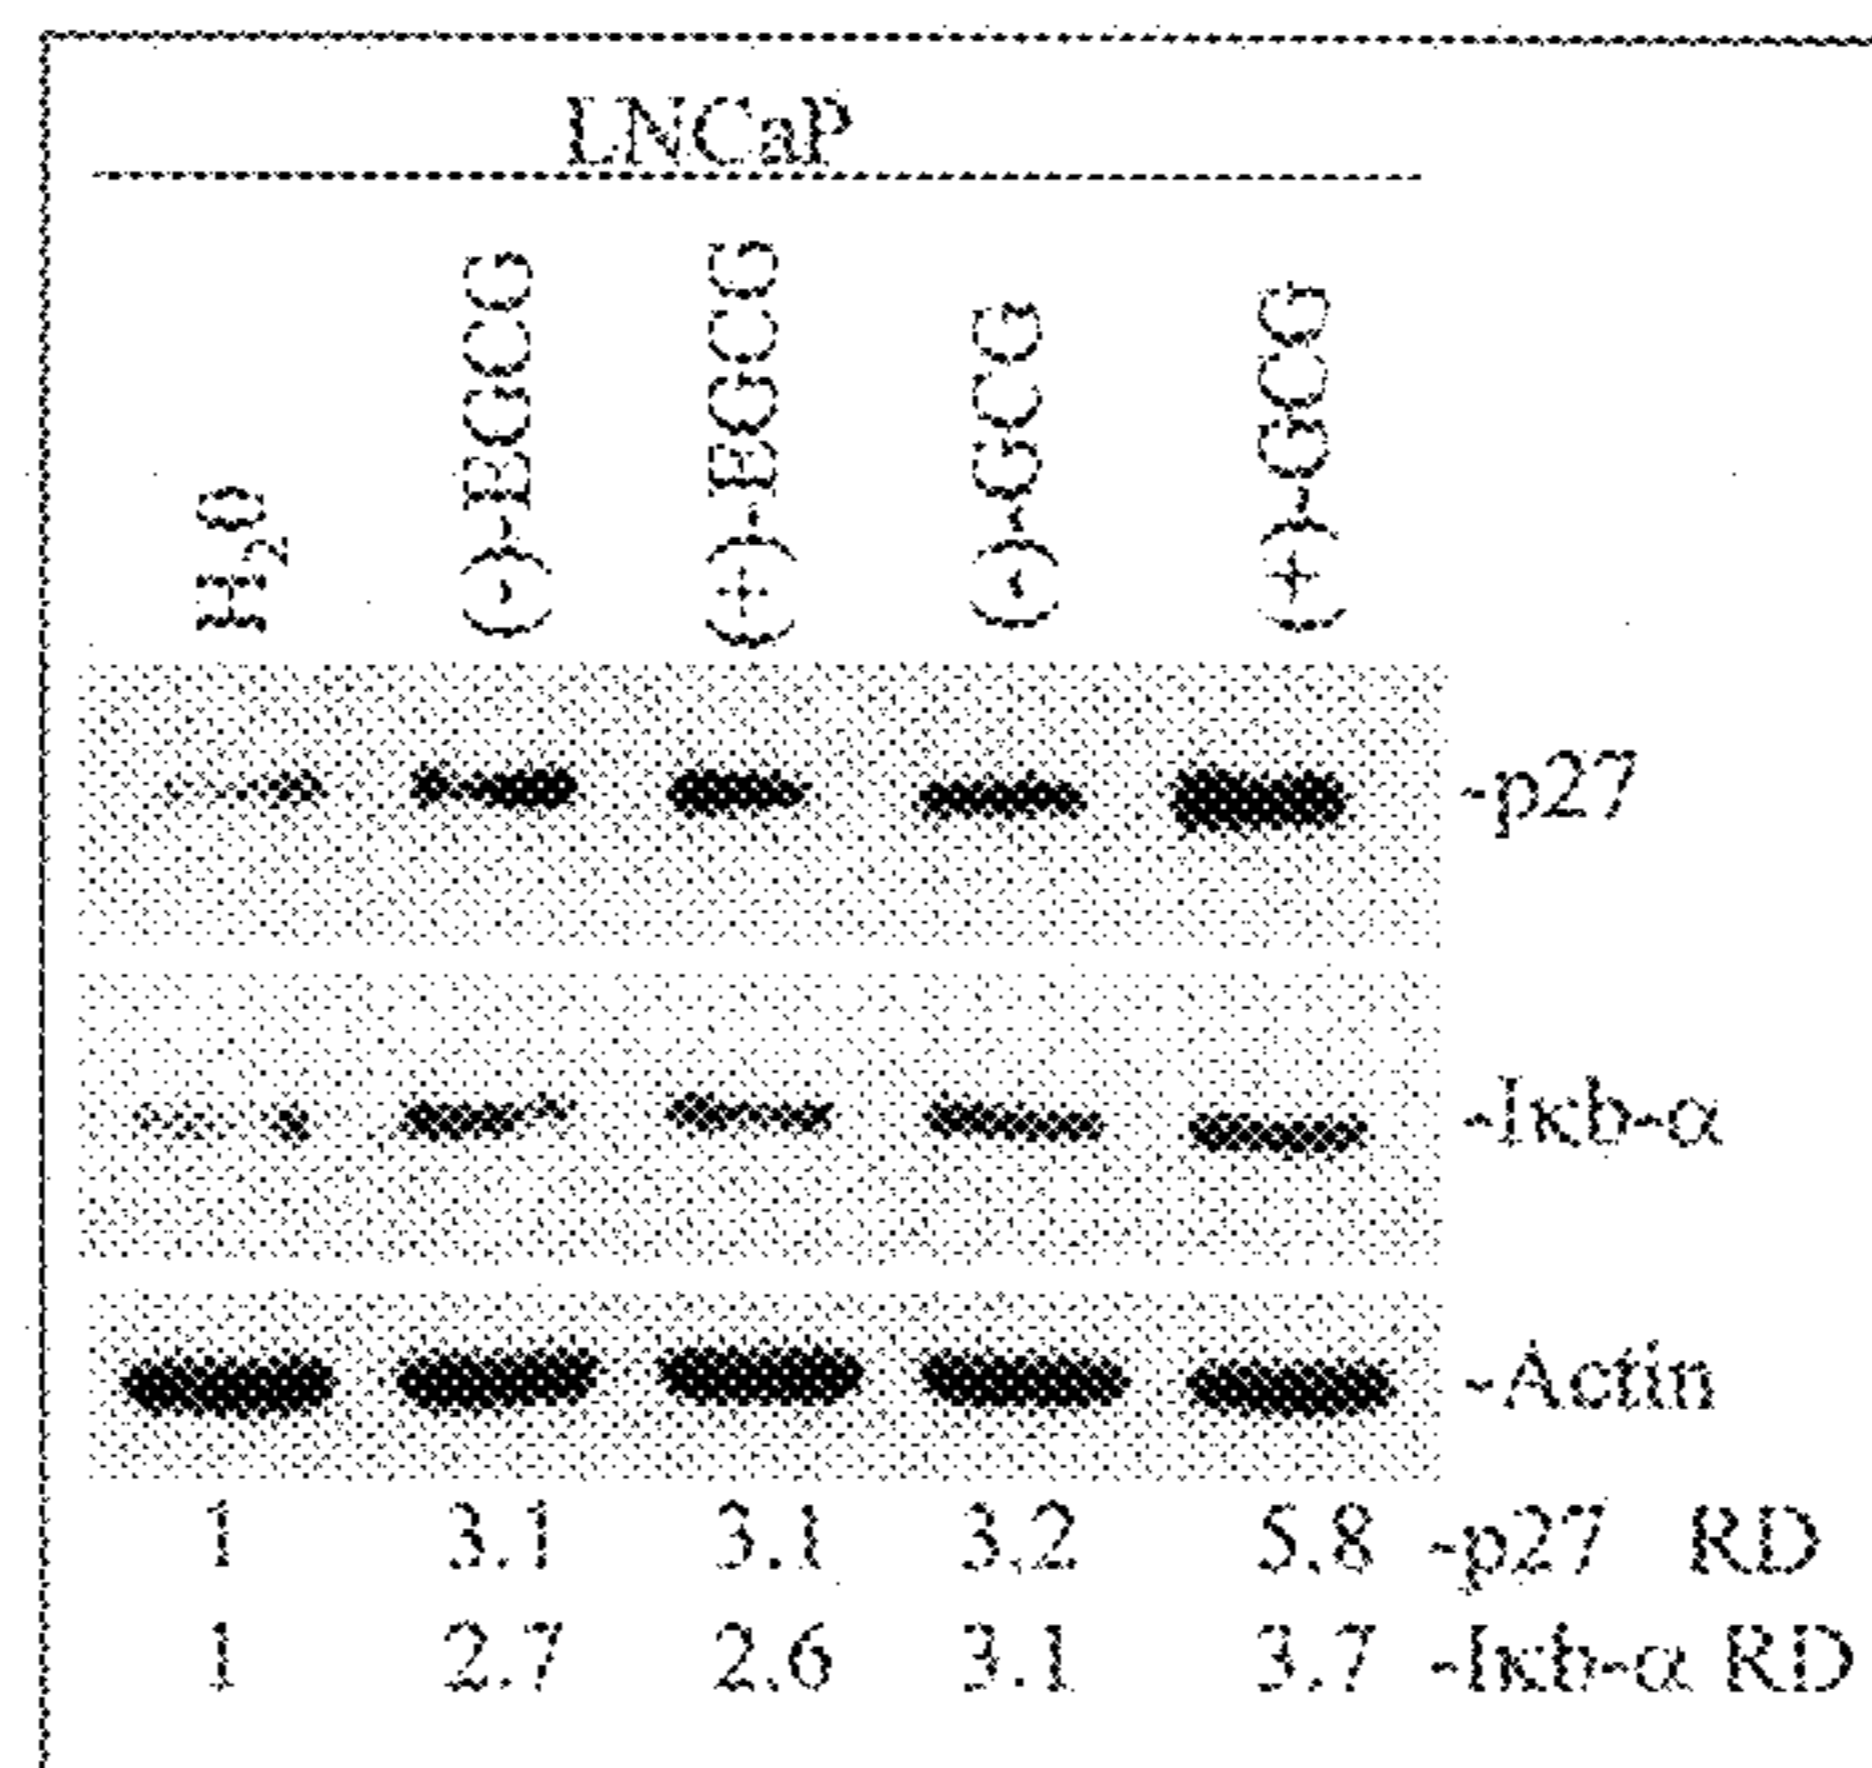 LNCaP
H₂O (-)-EGCG (+)-EGCG (-)-GCG (+)-GCG
-p27
-Iκb-α
-Actin
1 3.1 3.1 3.2 5.8 -p27 RD
1 2.7 2.6 3.1 3.7 -Iκb-α RD